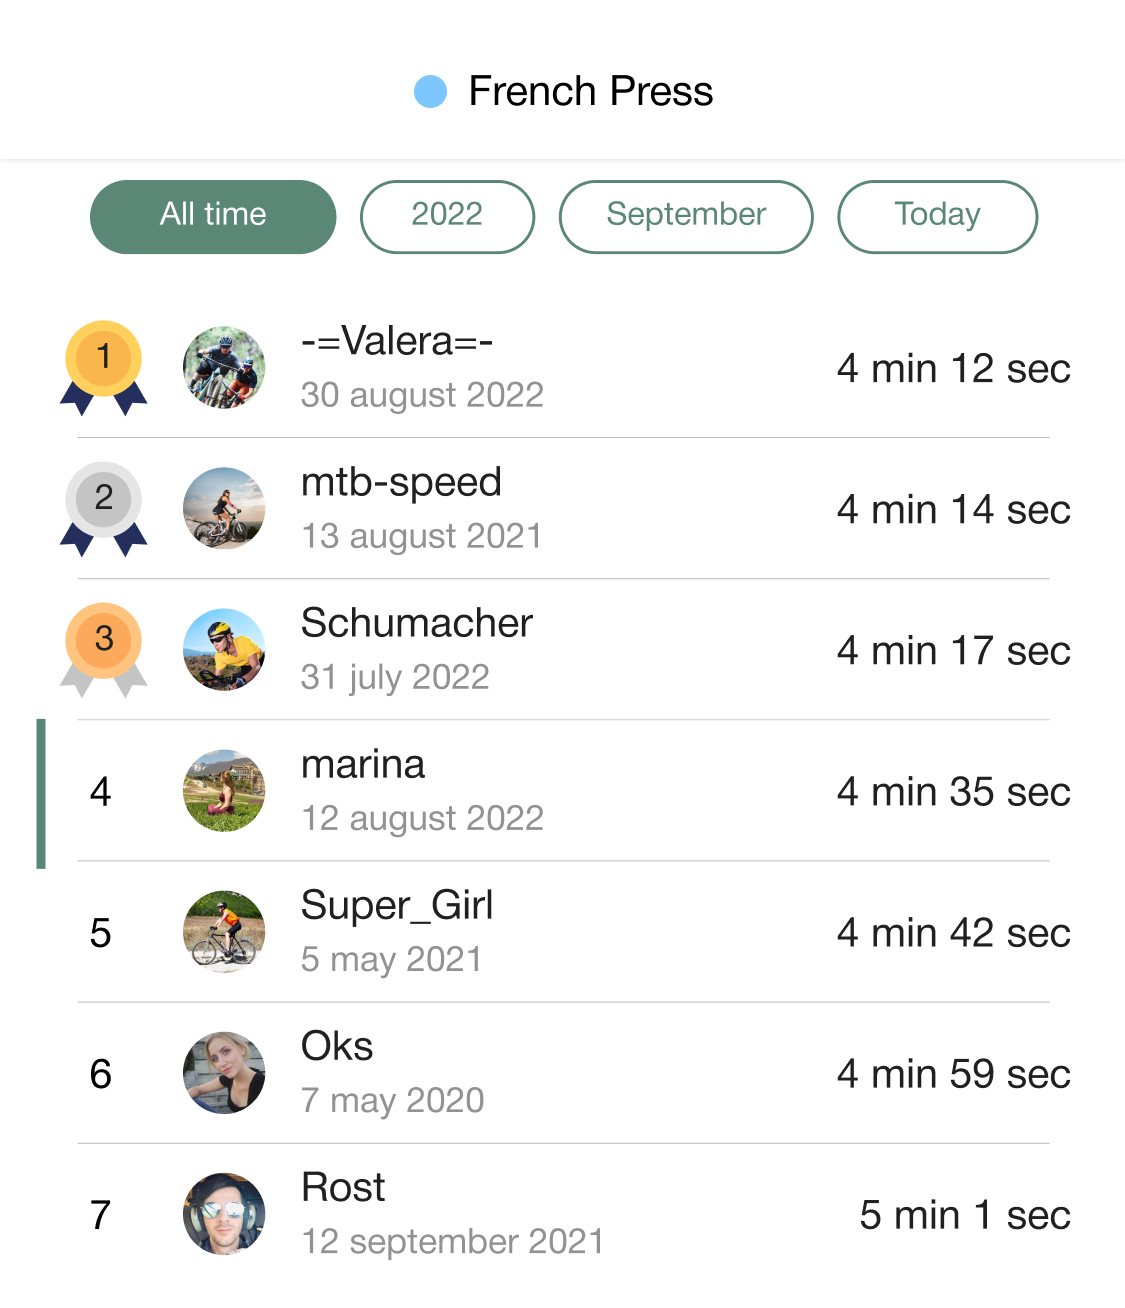 French Press
All time 2022 September Today
1 -=Valera=- 4 min 12 sec
30 august 2022
2 mtb-speed 4 min 14 sec
13 august 2021
3 Schumacher 4 min 17 sec
31 july 2022
4 marina 4 min 35 sec
12 august 2022
5 Super_Girl 4 min 42 sec
5 may 2021
6 Oks 4 min 59 sec
7 may 2020
7 Rost 5 min 1 sec
12 september 2021